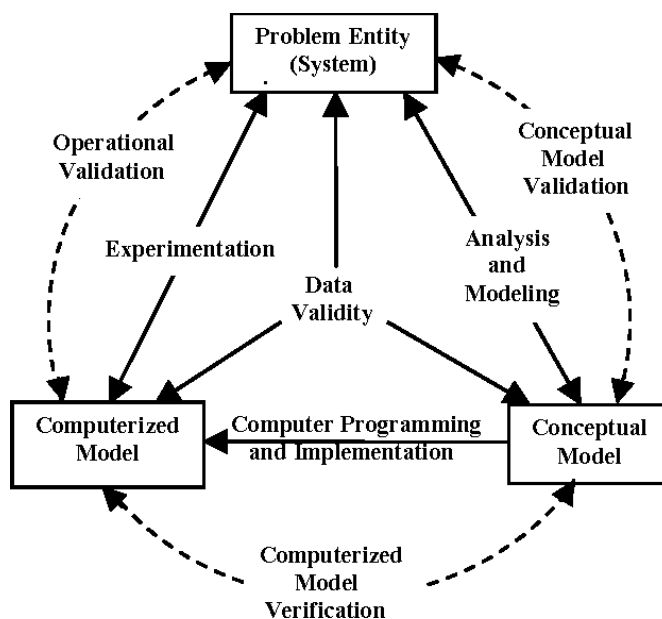 Problem Entity
(System)
Operational
Validation
Conceptual
Model
Validation
Experimentation
Analysis
and
Modeling
Data
Validity
Computerized
Model
Computer Programming
and Implementation
Conceptual
Model
Computerized
Model
Verification